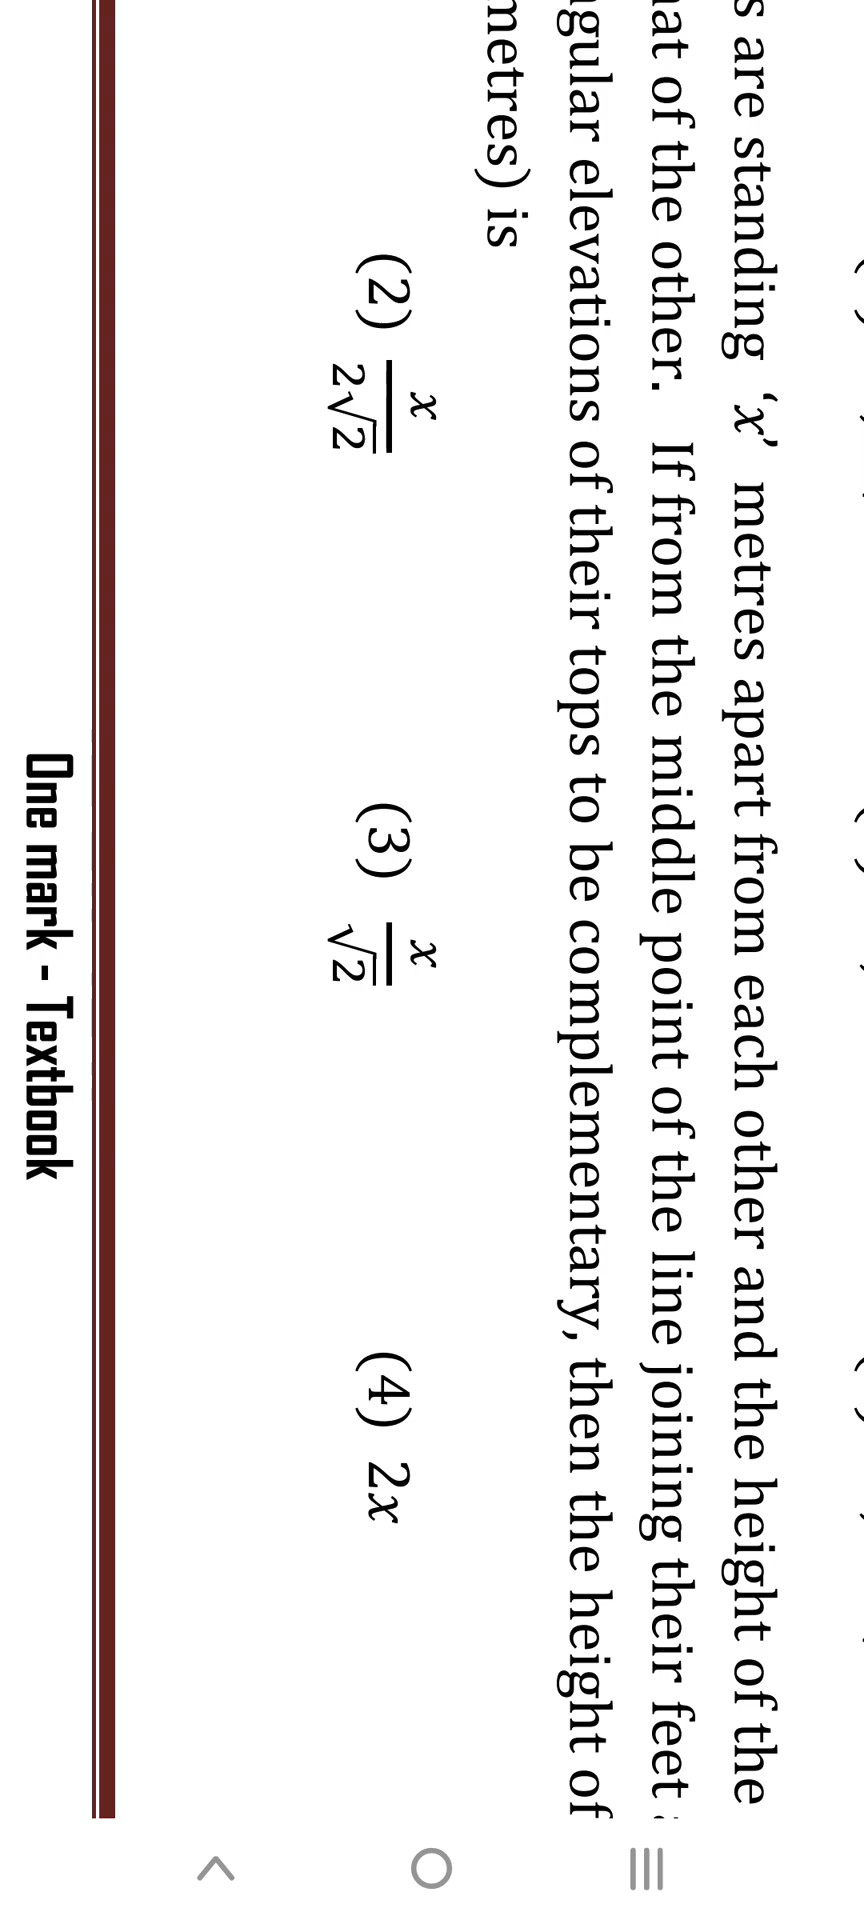 s are standing ‘x’ metres apart from each other and the height of the
hat of the other. If from the middle point of the line joining their feet
ngular elevations of their tops to be complementary, then the height of
metres) is
(2) x/2√2 (3) x/√2 (4) 2x
One mark - Textbook